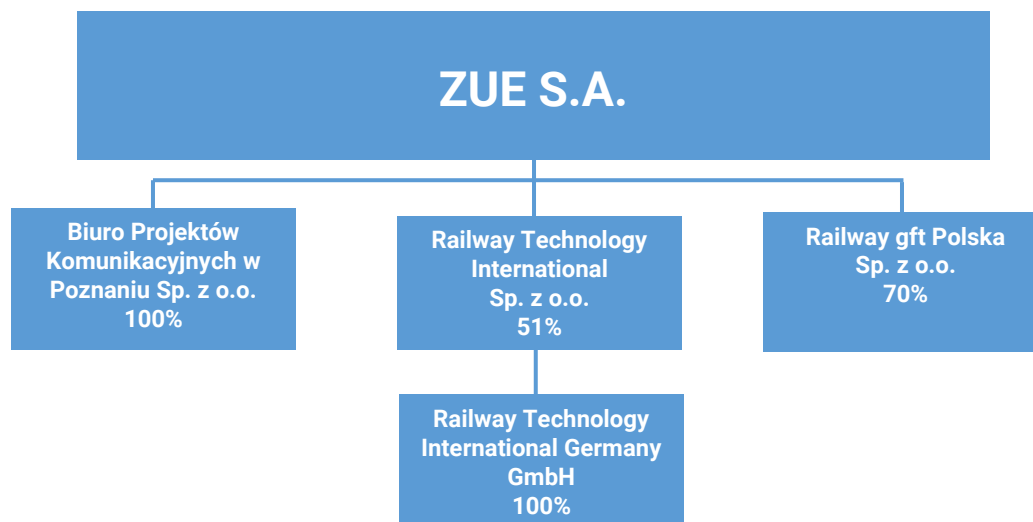 ZUE S.A.
Biuro Projektów
Komunikacyjnych w
Poznaniu Sp. z o.o.
100%
Railway Technology
International
Sp. z o.o.
51%
Railway gft Polska
Sp. z o.o.
70%
Railway Technology
International Germany
GmbH
100%